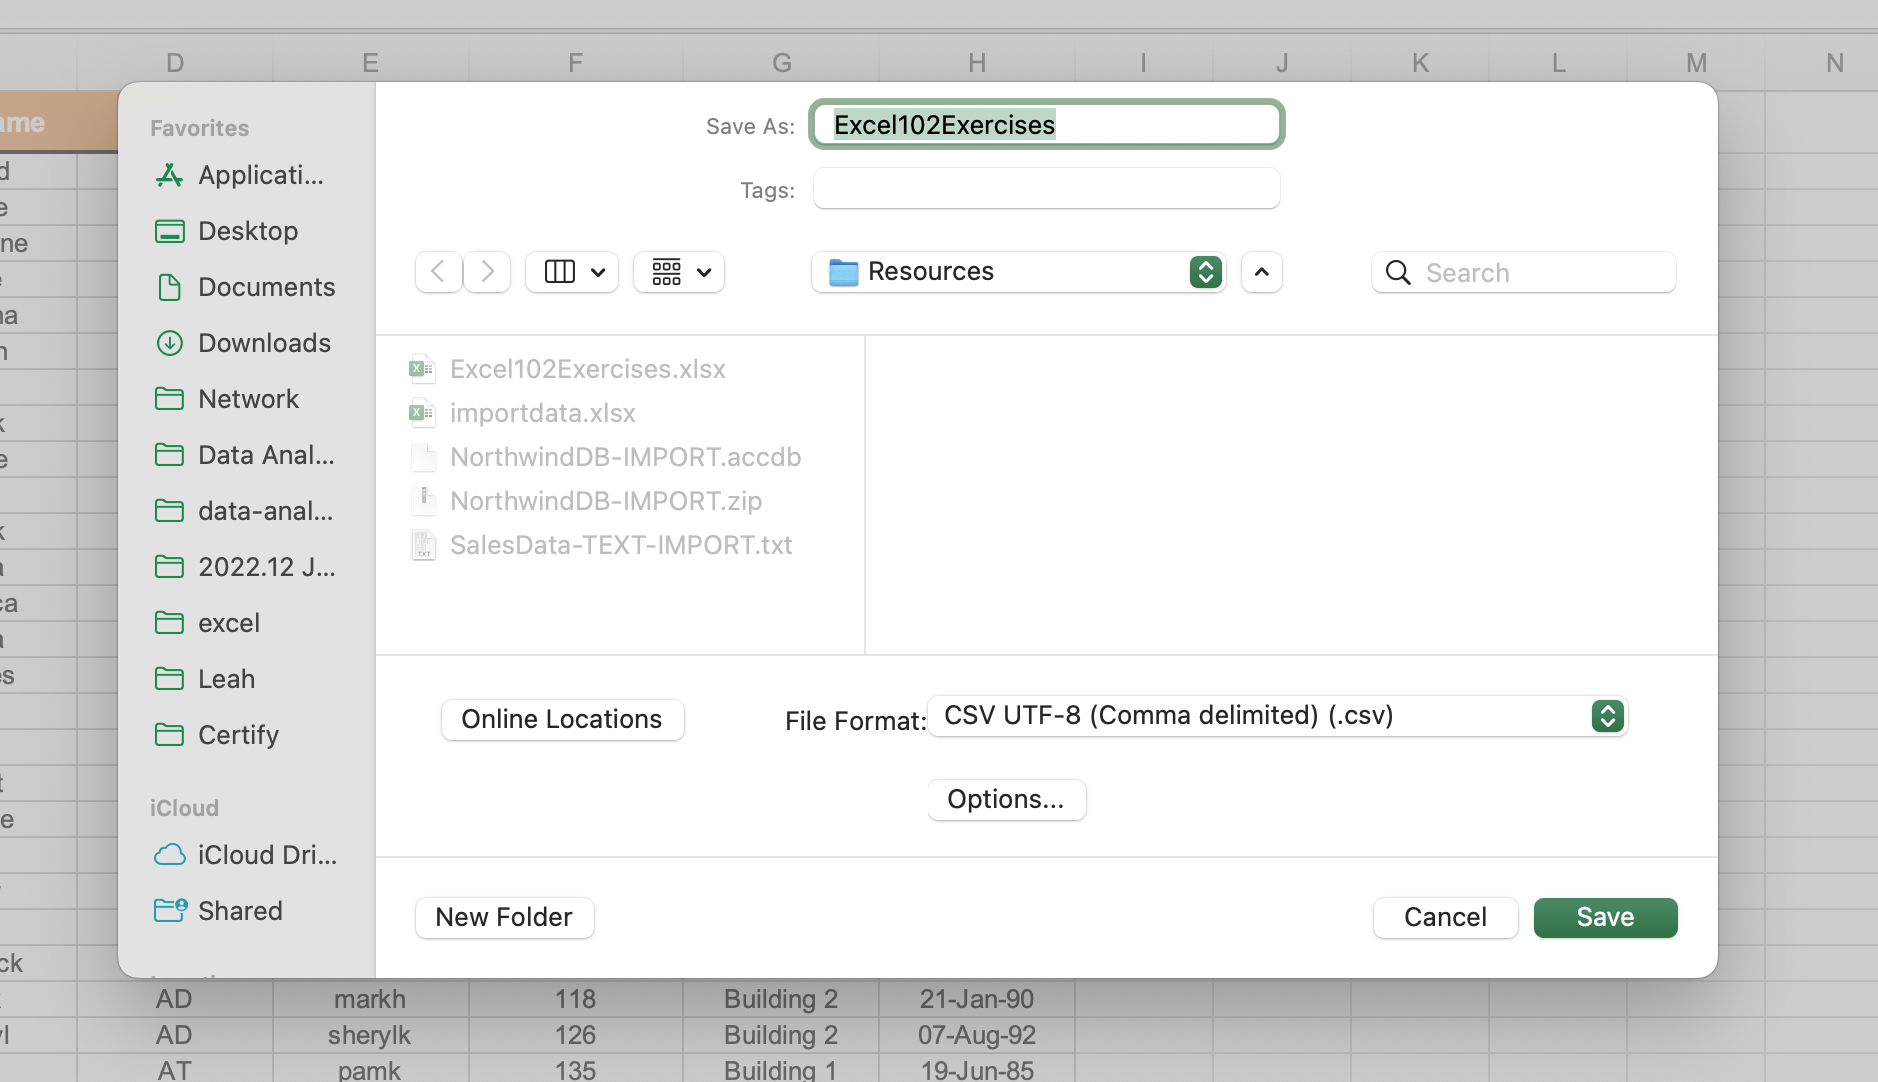 D E F G H I J K L M N
Favorites
Applicati...
Desktop
Documents
Downloads
Network
Data Anal...
data-anal...
2022.12 J...
excel
Leah
Certify
iCloud
iCloud Dri...
Shared
Save As: Excel102Exercises
Tags:
Resources
Search
Excel102Exercises.xlsx
importdata.xlsx
NorthwindDB-IMPORT.accdb
NorthwindDB-IMPORT.zip
SalesData-TEXT-IMPORT.txt
Online Locations
File Format: CSV UTF-8 (Comma delimited) (.csv)
Options...
New Folder
Cancel
Save
AD markh 118 Building 2 21-Jan-90
AD sherylk 126 Building 2 07-Aug-92
AT pamk 135 Building 1 19-Jun-85